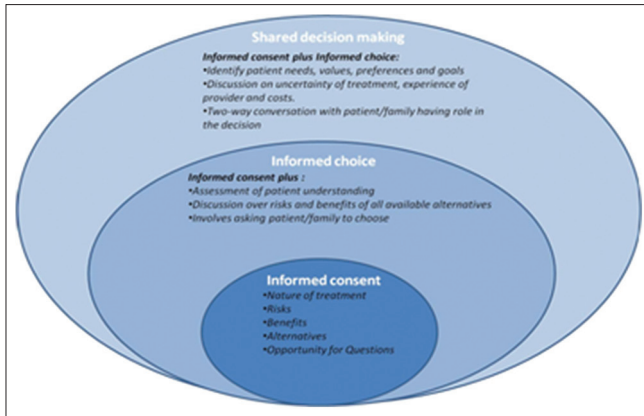 Shared decision making
Informed consent plus Informed choice:
•Identify patient needs, values, preferences and goals
•Discussion on uncertainty of treatment, experience of
provider and costs.
•Two-way conversation with patient/family having role in
the decision
Informed choice
Informed consent plus :
•Assessment of patient understanding
•Discussion over risks and benefits of all available alternatives
•Involves asking patient/family to choose
Informed consent
•Nature of treatment
•Risks
•Benefits
•Alternatives
•Opportunity for Questions